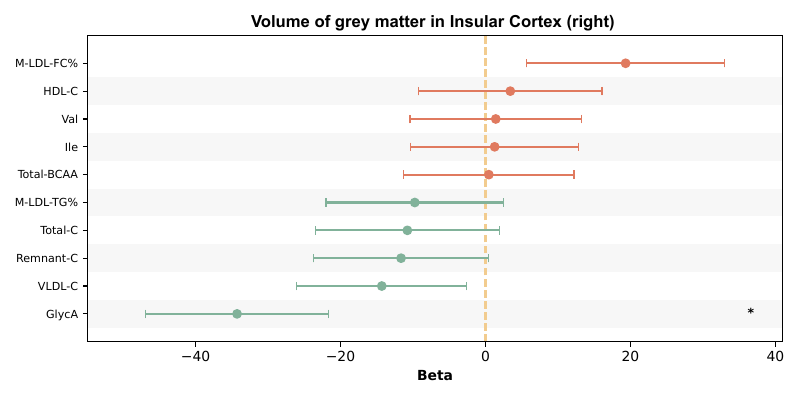 Volume of grey matter in Insular Cortex (right)
M-LDL-FC%
HDL-C
Val
Ile
Total-BCAA
M-LDL-TG%
Total-C
Remnant-C
VLDL-C
GlycA
*
−40 −20 0 20 40
Beta